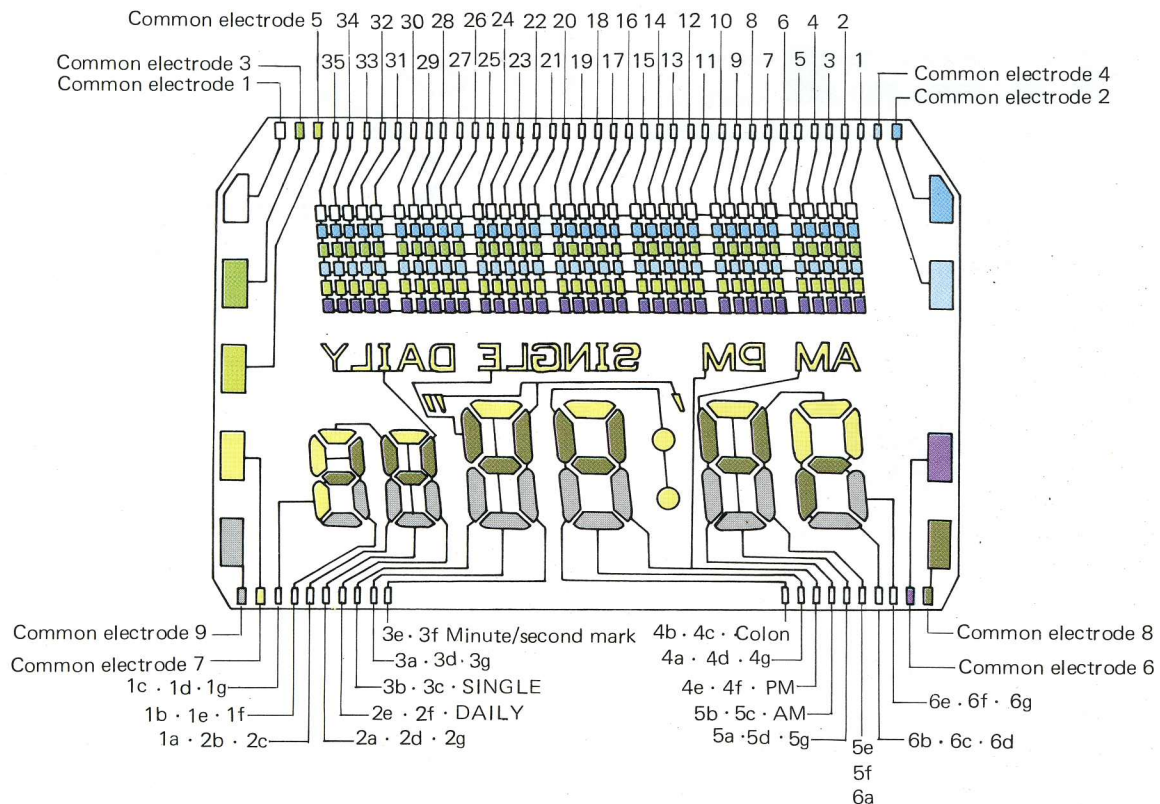 Common electrode 5 34 32 30 28 26 24 22 20 18 16 14 12 10 8 6 4 2
35 33 31 29 27 25 23 21 19 17 15 13 11 9 7 5 3 1
Common electrode 3
Common electrode 1
Common electrode 4
Common electrode 2
AM PM SINGLE DAILY
Common electrode 9
Common electrode 7
1c · 1d · 1g
1b · 1e · 1f
1a · 2b · 2c
3e · 3f Minute/second mark
3a · 3d · 3g
3b · 3c · SINGLE
2e · 2f · DAILY
2a · 2d · 2g
4b · 4c · Colon
4a · 4d · 4g
4e · 4f · PM
5b · 5c · AM
5a · 5d · 5g
5e
5f
6a
Common electrode 8
Common electrode 6
6e · 6f · 6g
6b · 6c · 6d